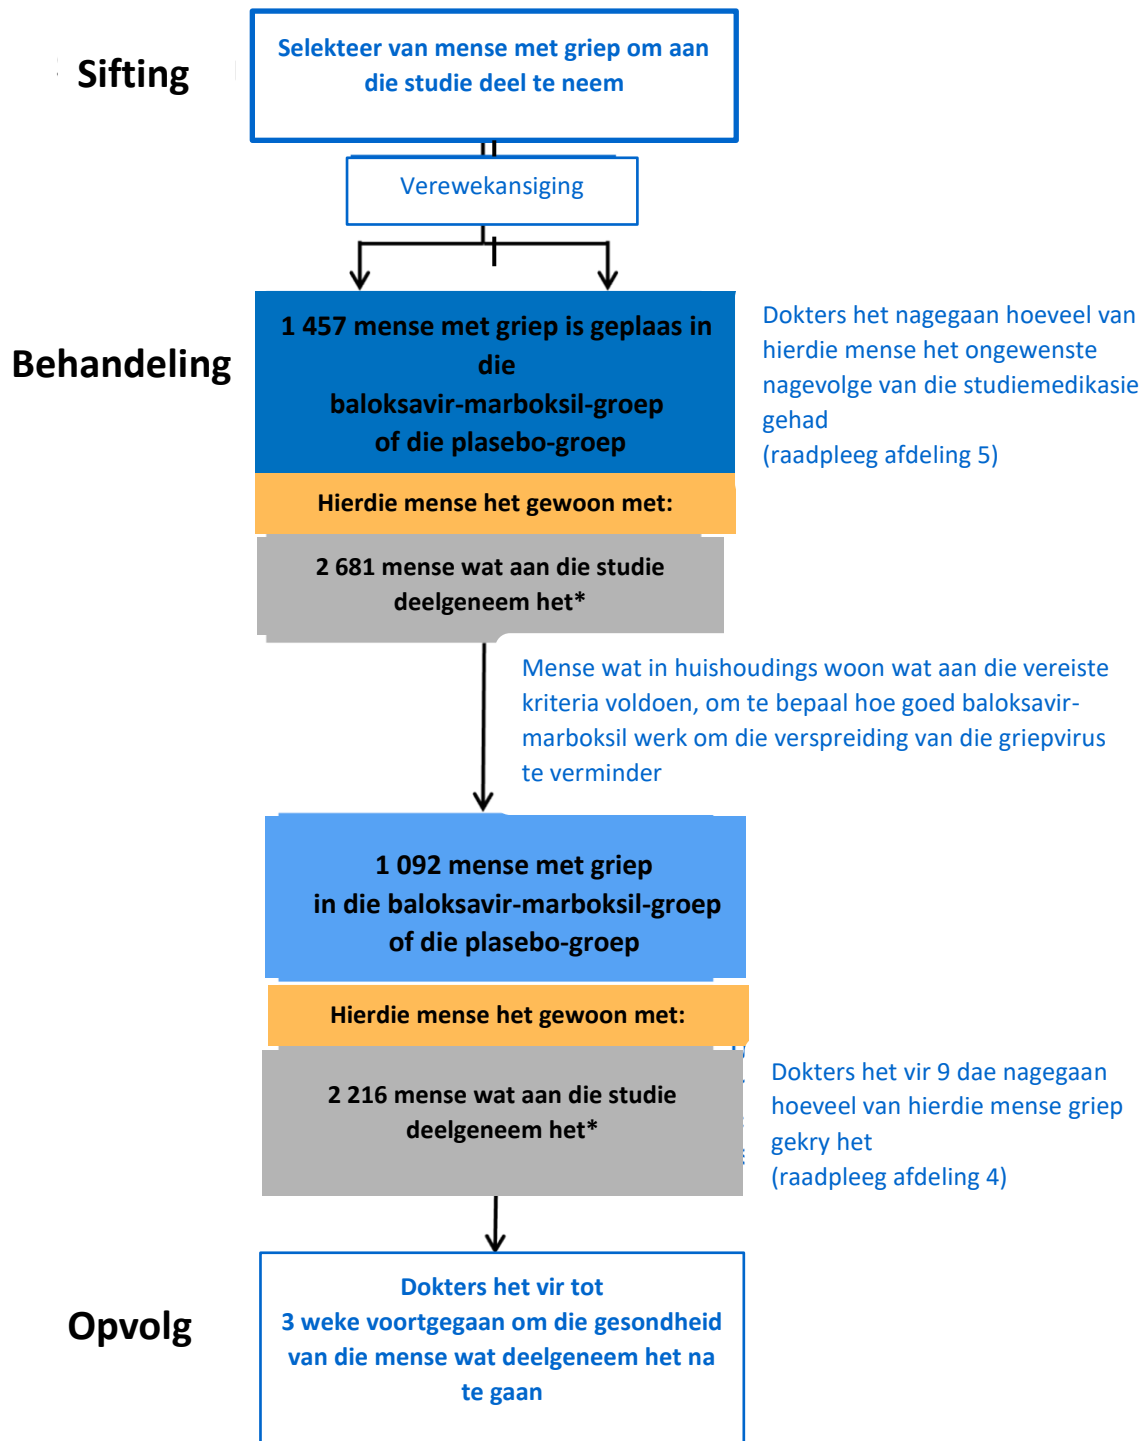 Sifting
Selekteer van mense met griep om aan
die studie deel te neem
Verewekansiging
Behandeling
1 457 mense met griep is geplaas in
die
baloksavir-marboksil-groep
of die plasebo-groep
Dokters het nagegaan hoeveel van
hierdie mense het ongewenste
nagevolge van die studiemedikasie
gehad
(raadpleeg afdeling 5)
Hierdie mense het gewoon met:
2 681 mense wat aan die studie
deelgeneem het*
Mense wat in huishoudings woon wat aan die vereiste
kriteria voldoen, om te bepaal hoe goed baloksavir-
marboksil werk om die verspreiding van die griepvirus
te verminder
1 092 mense met griep
in die baloksavir-marboksil-groep
of die plasebo-groep
Hierdie mense het gewoon met:
2 216 mense wat aan die studie
deelgeneem het*
Dokters het vir 9 dae nagegaan
hoeveel van hierdie mense griep
gekry het
(raadpleeg afdeling 4)
Opvolg
Dokters het vir tot
3 weke voortgegaan om die gesondheid
van die mense wat deelgeneem het na
te gaan